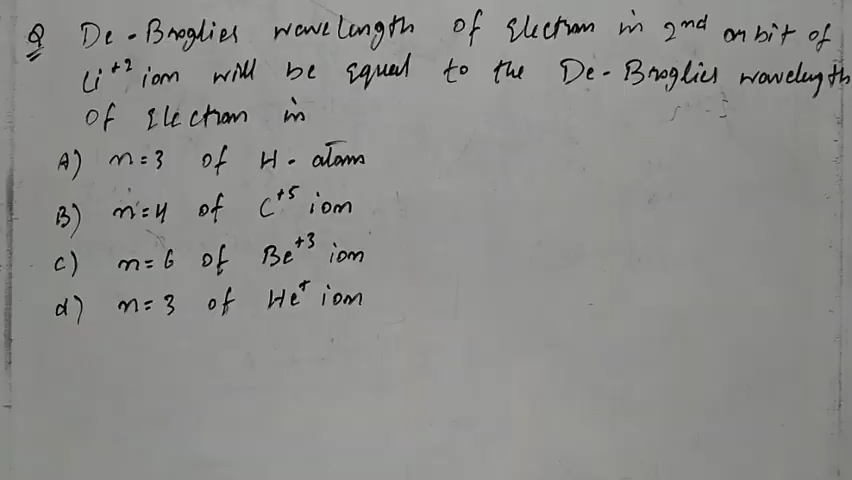 Q De-Broglies wavelength of Electron in 2nd orbit of
Li+2 ion will be equal to the De-Broglies wavelength
of Electron in
A) n=3 of H-atom
B) n=4 of C+5 ion
c) n=6 of Be+3 ion
d) n=3 of He+ ion